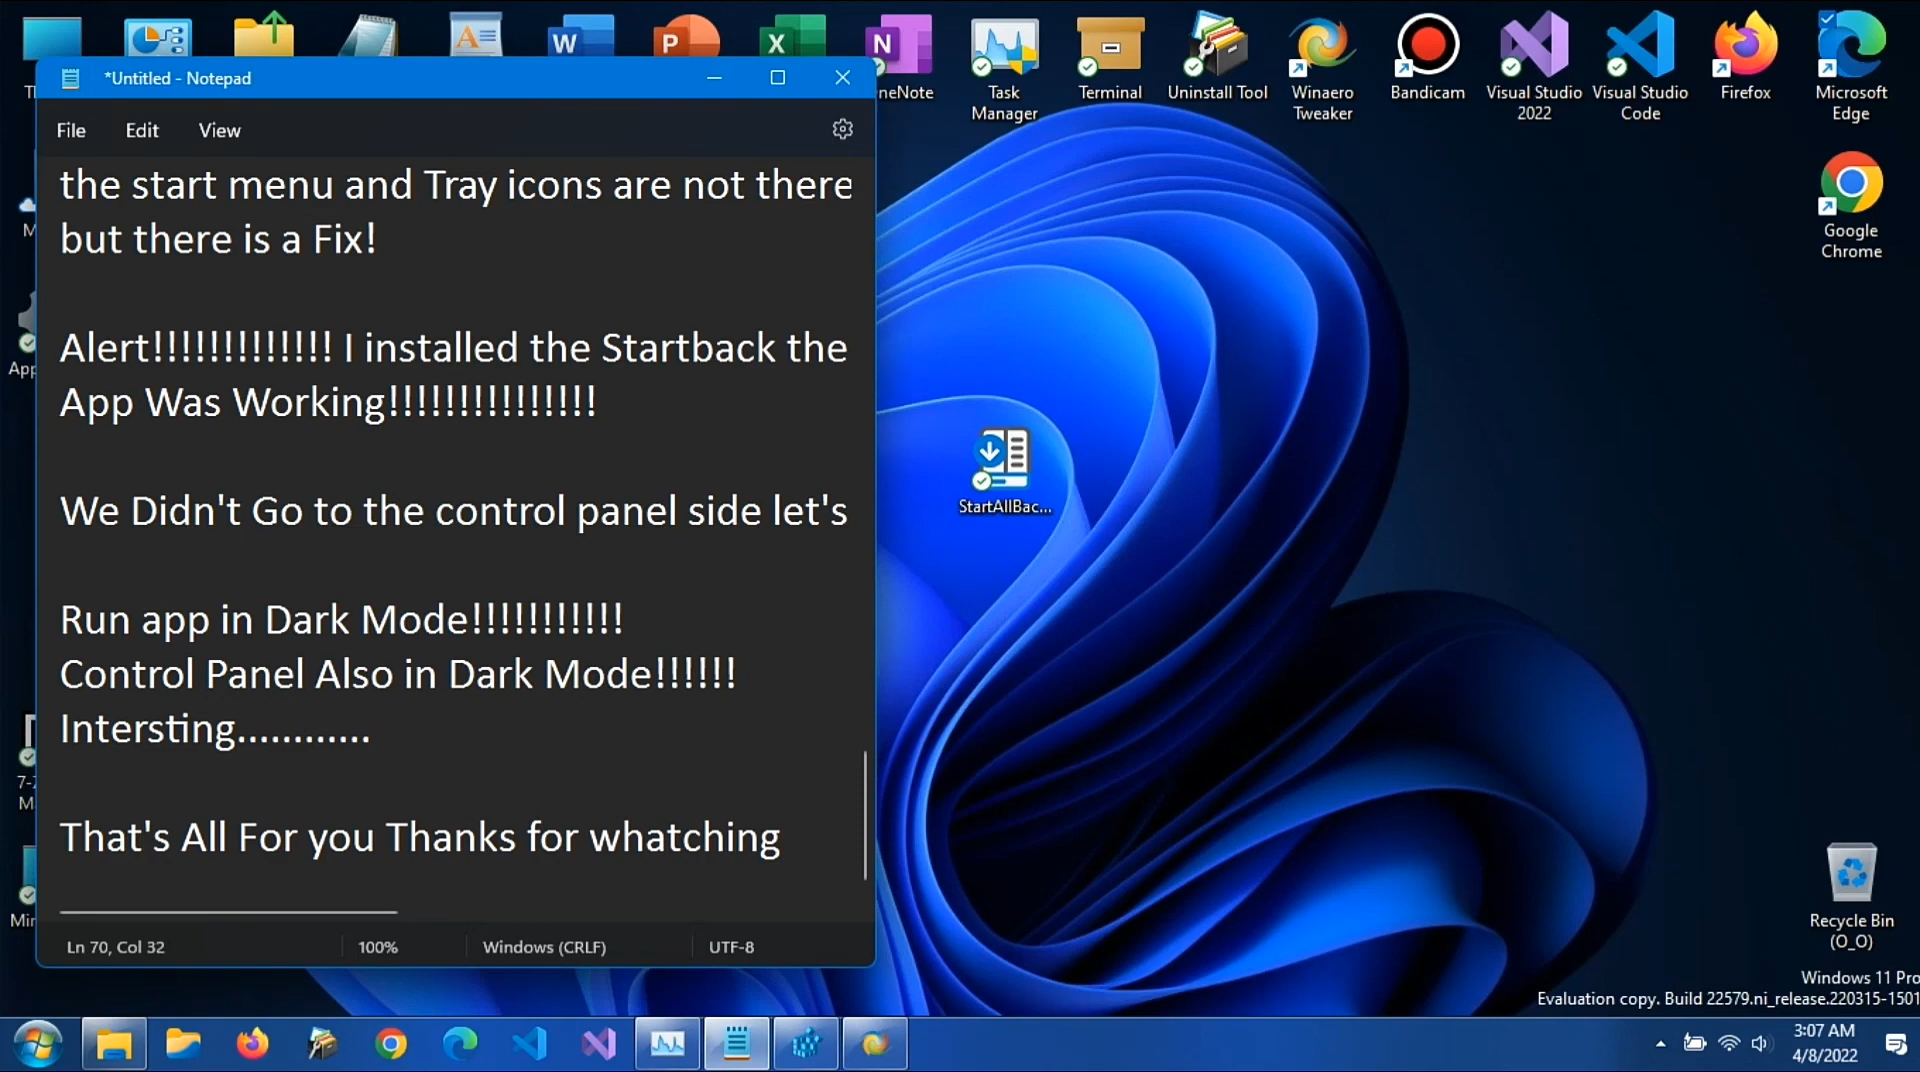 *Untitled - Notepad
File Edit View
the start menu and Tray icons are not there
but there is a Fix!
Alert!!!!!!!!!!!!! I installed the Startback the
App Was Working!!!!!!!!!!!!!!!
We Didn't Go to the control panel side let's
Run app in Dark Mode!!!!!!!!!!!
Control Panel Also in Dark Mode!!!!!!
Intersting............
That's All For you Thanks for whatching
Ln 70, Col 32 100% Windows (CRLF) UTF-8
Task
Manager
Terminal
Uninstall Tool
Winaero
Tweaker
Bandicam
Visual Studio
2022
Visual Studio
Code
Firefox
Microsoft
Edge
Google
Chrome
StartAllBac...
Recycle Bin
(O_O)
Windows 11 Pro
Evaluation copy. Build 22579.ni_release.220315-1501
3:07 AM
4/8/2022